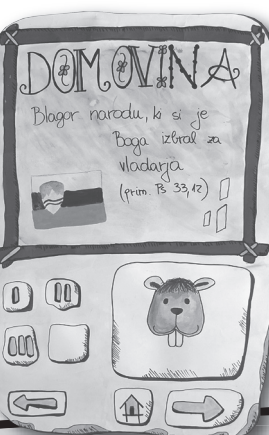 DOMOVINA
Blagor narodu, ki si je
Boga izbral za
vladarja
(prim. Ps 33,12)